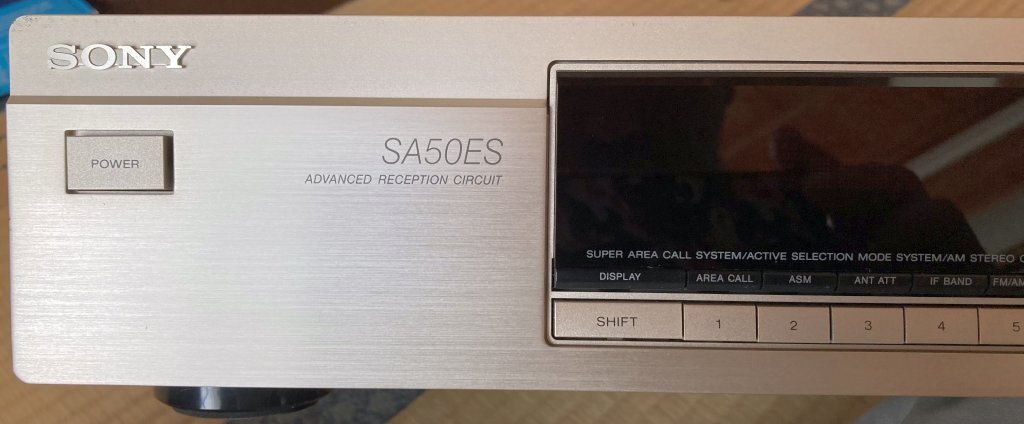 SONY
POWER
SA50ES
ADVANCED RECEPTION CIRCUIT
SUPER AREA CALL SYSTEM/ACTIVE SELECTION MODE SYSTEM/AM STEREO
DISPLAY AREA CALL ASM ANT ATT IF BAND FM/AM
SHIFT 1 2 3 4 5